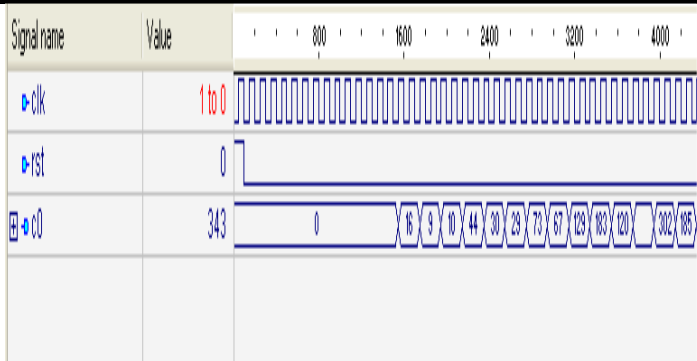 Signal name Value 800 1600 2400 3200 4000
clk 1 to 0
rst 0
c0 343 0 16 9 10 44 30 29 73 67 129 183 120 302 185